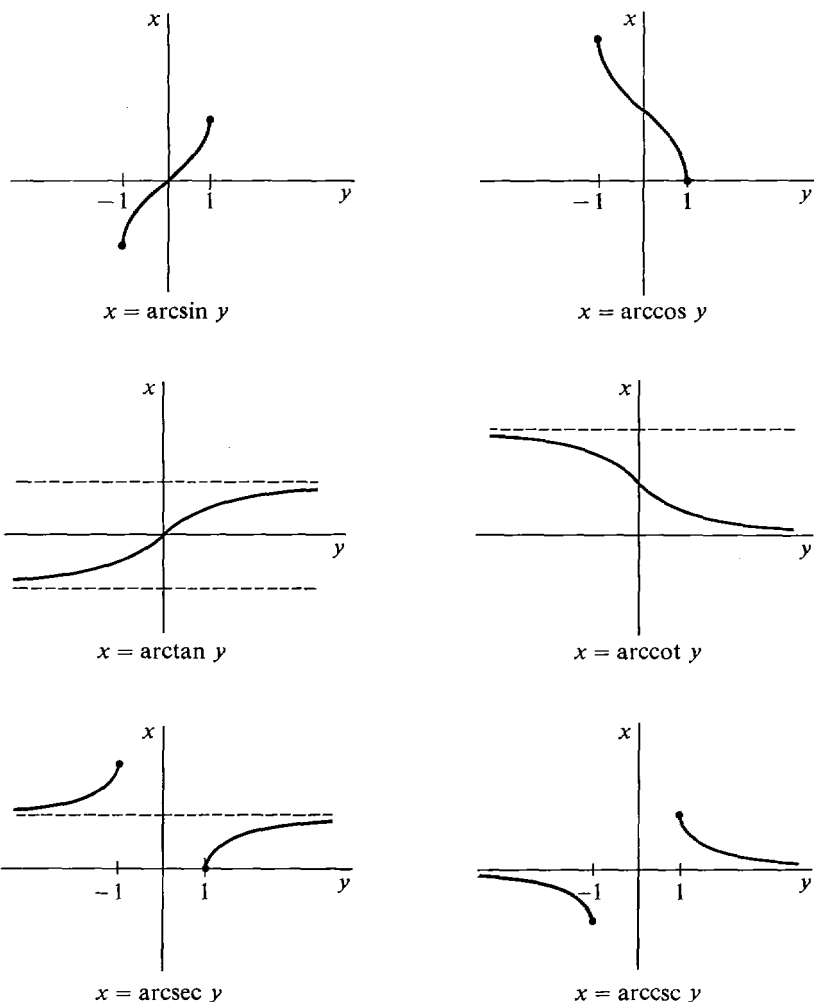 x
−1
1
y
x = arcsin y
x
−1
1
y
x = arccos y
x
y
x = arctan y
x
y
x = arccot y
x
−1
1
y
x = arcsec y
x
−1
1
y
x = arccsc y